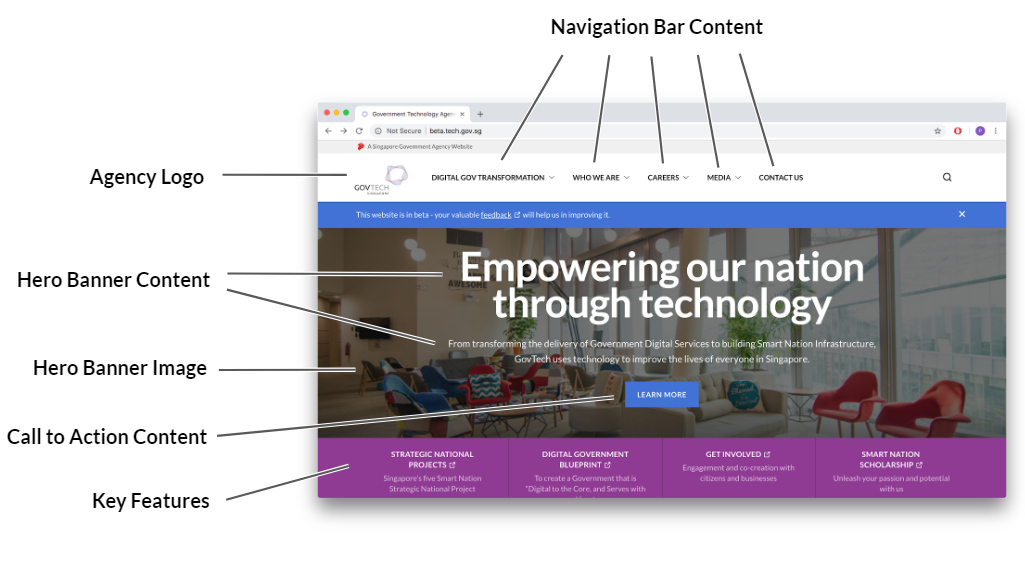 Navigation Bar Content
Government Technology Agenc
Not Secure | beta.tech.gov.sg
A Singapore Government Agency Website
Agency Logo
GOVTECH
SINGAPORE
DIGITAL GOV TRANSFORMATION
WHO WE ARE
CAREERS
MEDIA
CONTACT US
This website is in beta - your valuable feedback will help us in improving it.
Hero Banner Content
AWESOME
Empowering our nation
through technology
From transforming the delivery of Government Digital Services to building Smart Nation Infrastructure,
GovTech uses technology to improve the lives of everyone in Singapore.
Hero Banner Image
LEARN MORE
Call to Action Content
Key Features
STRATEGIC NATIONAL
PROJECTS
Singapore's five Smart Nation
Strategic National Project
DIGITAL GOVERNMENT
BLUEPRINT
To create a Government that is
"Digital to the Core, and Serves with
GET INVOLVED
Engagement and co-creation with
citizens and businesses
SMART NATION
SCHOLARSHIP
Unleash your passion and potential
with us